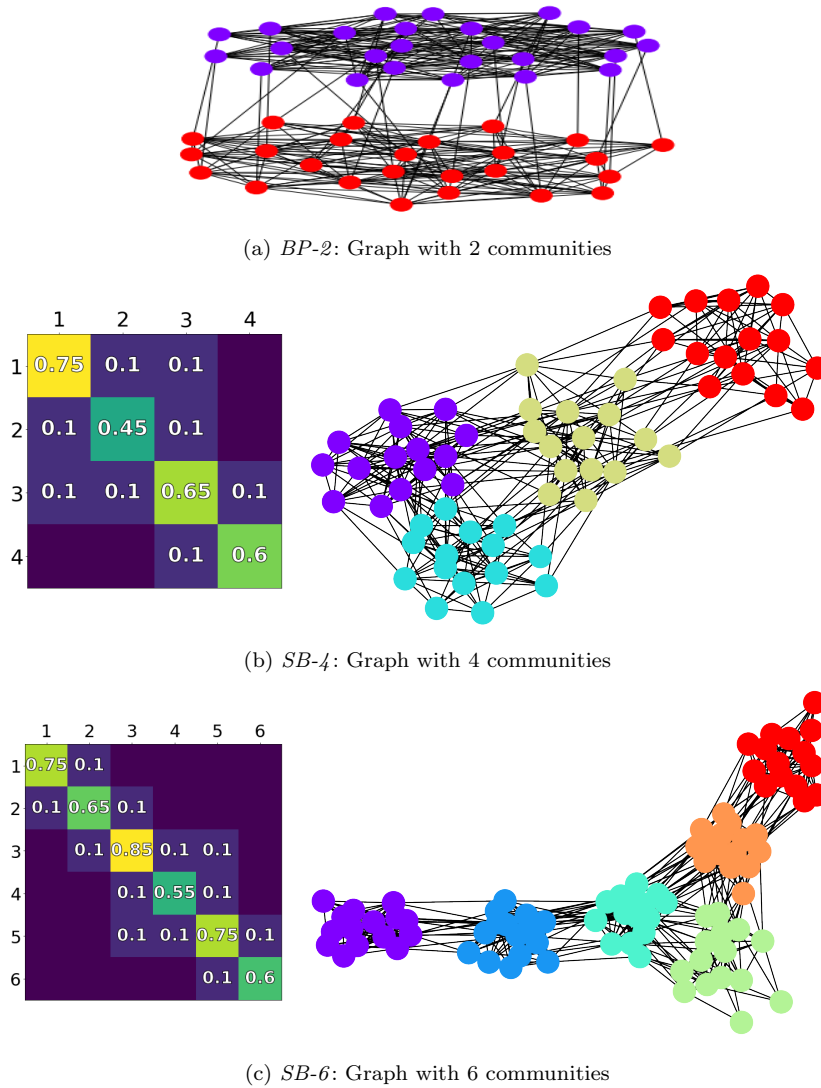 (a) BP-2: Graph with 2 communities
1 2 3 4
1 0.75 0.1 0.1
2 0.1 0.45 0.1
3 0.1 0.1 0.65 0.1
4 0.1 0.6
(b) SB-4: Graph with 4 communities
1 2 3 4 5 6
1 0.75 0.1
2 0.1 0.65 0.1
3 0.1 0.85 0.1 0.1
4 0.1 0.55 0.1
5 0.1 0.1 0.75 0.1
6 0.1 0.6
(c) SB-6: Graph with 6 communities